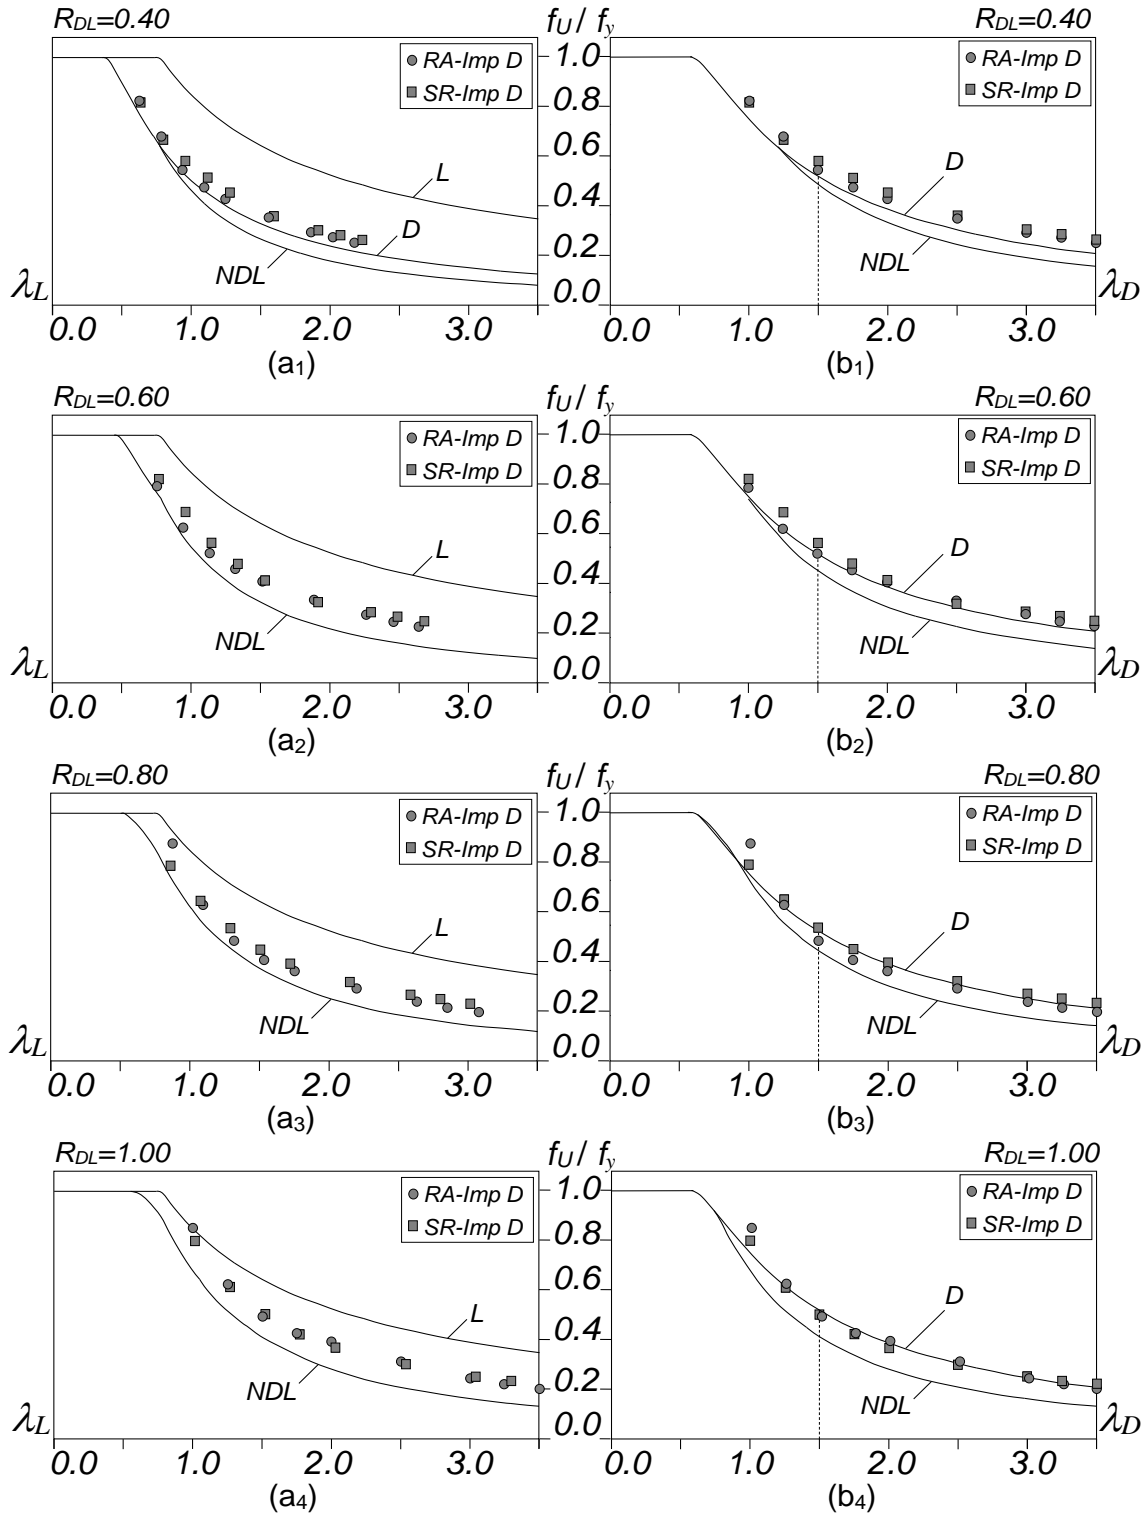 R_DL=0.40
f_U / f_y
R_DL=0.40
RA-Imp D
SR-Imp D
1.0
0.8
0.6
0.4
0.2
0.0
RA-Imp D
SR-Imp D
L
D
NDL
D
NDL
λ_L
0.0 1.0 2.0 3.0
λ_D
0.0 1.0 2.0 3.0
(a1)
(b1)
R_DL=0.60
f_U / f_y
R_DL=0.60
RA-Imp D
SR-Imp D
1.0
0.8
0.6
0.4
0.2
0.0
RA-Imp D
SR-Imp D
L
NDL
D
NDL
λ_L
0.0 1.0 2.0 3.0
λ_D
0.0 1.0 2.0 3.0
(a2)
(b2)
R_DL=0.80
f_U / f_y
R_DL=0.80
RA-Imp D
SR-Imp D
1.0
0.8
0.6
0.4
0.2
0.0
RA-Imp D
SR-Imp D
L
NDL
D
NDL
λ_L
0.0 1.0 2.0 3.0
λ_D
0.0 1.0 2.0 3.0
(a3)
(b3)
R_DL=1.00
f_U / f_y
R_DL=1.00
RA-Imp D
SR-Imp D
1.0
0.8
0.6
0.4
0.2
0.0
RA-Imp D
SR-Imp D
L
NDL
D
NDL
λ_L
0.0 1.0 2.0 3.0
λ_D
0.0 1.0 2.0 3.0
(a4)
(b4)